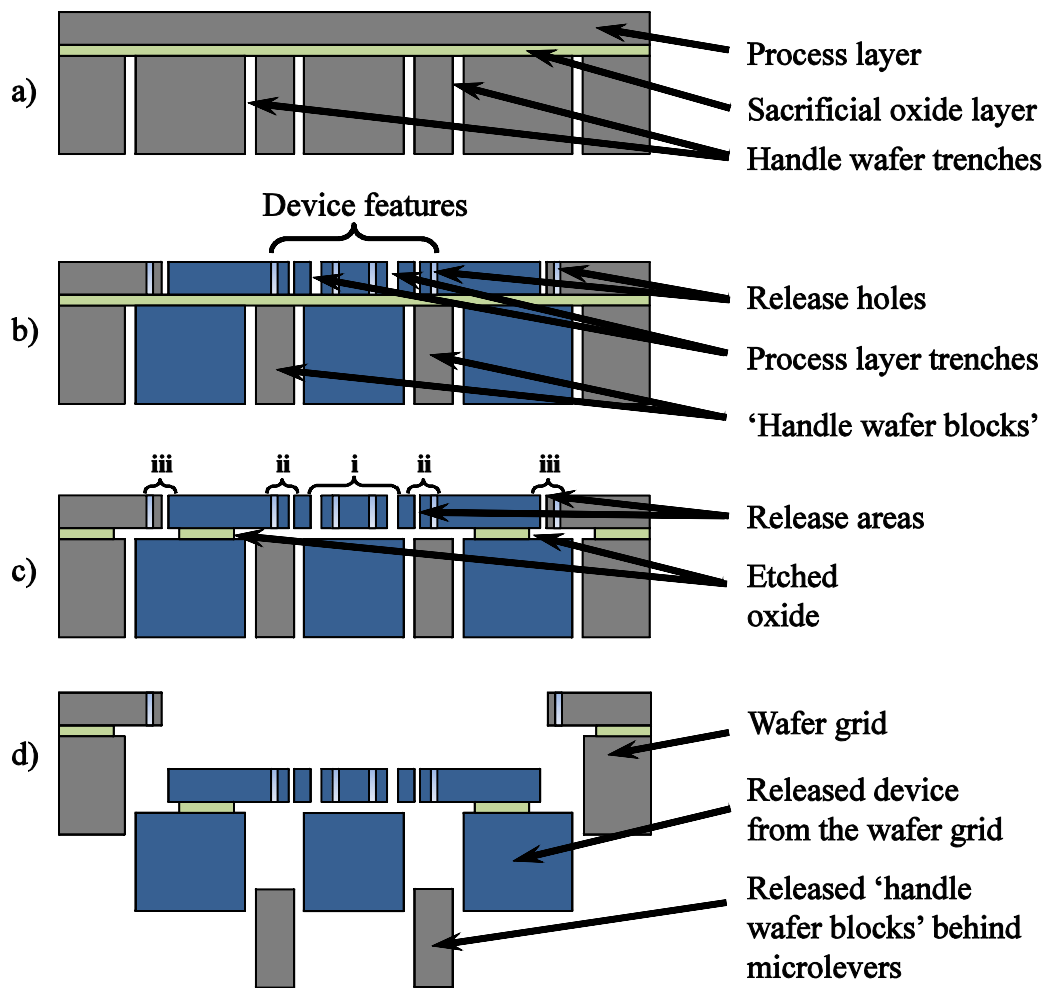 a)
Process layer
Sacrificial oxide layer
Handle wafer trenches
Device features
b)
Release holes
Process layer trenches
‘Handle wafer blocks’
iii ii i ii iii
c)
Release areas
Etched
oxide
d)
Wafer grid
Released device
from the wafer grid
Released ‘handle
wafer blocks’ behind
microlevers